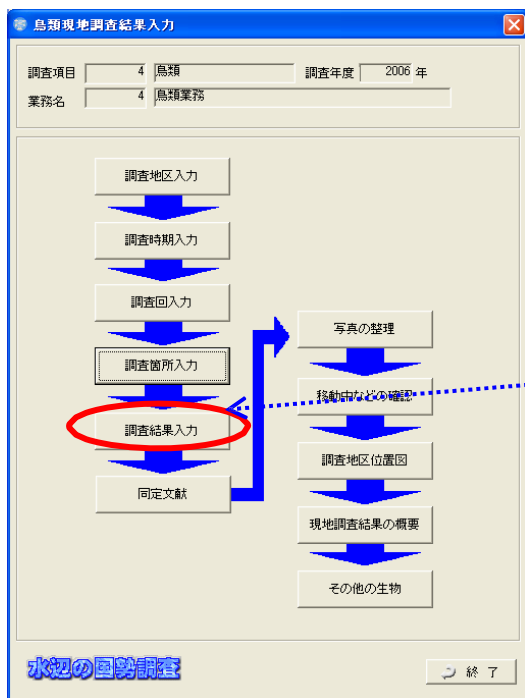 鳥類現地調査結果入力
調査項目 4 鳥類 調査年度 2006 年
業務名 4 鳥類業務
調査地区入力
調査時期入力
調査回入力
調査箇所入力
調査結果入力
同定文献
写真の整理
移動中などの確認
調査地区位置図
現地調査結果の概要
その他の生物
水辺の国勢調査
終 了